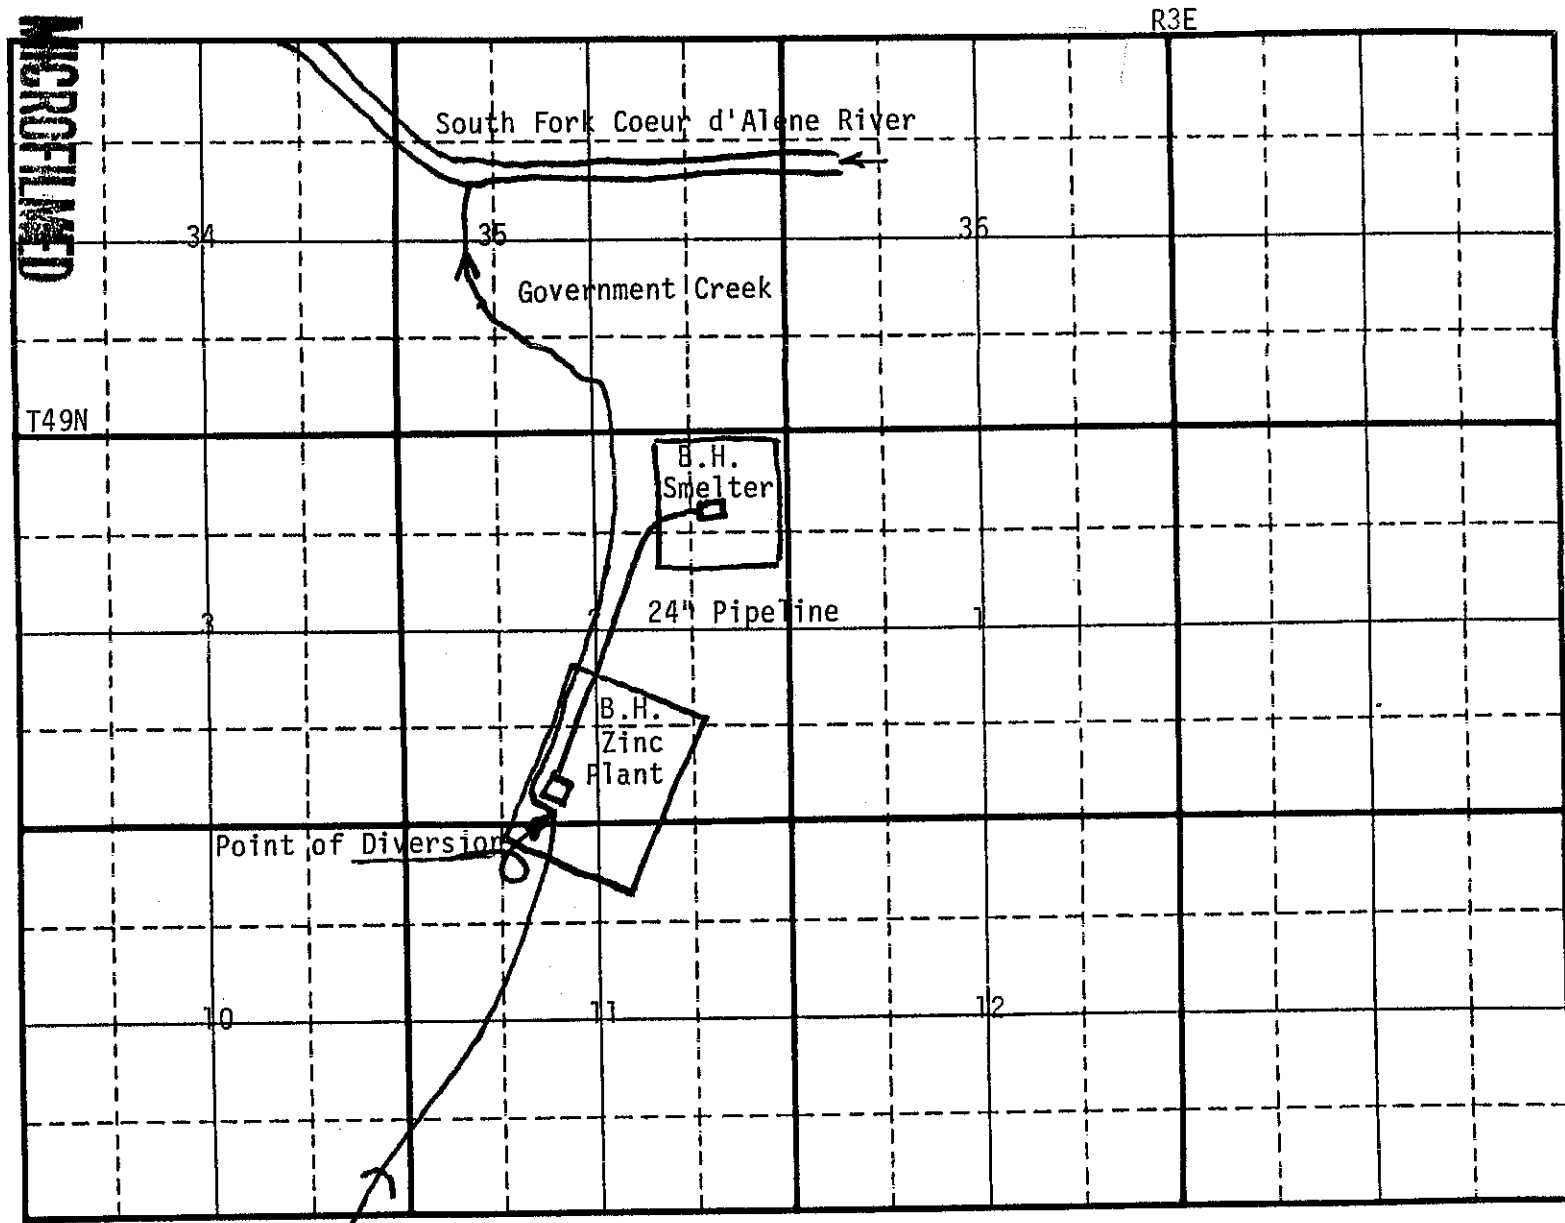 R3E
MICROFILMED
South Fork Coeur d'Alene River
34
35
36
Government Creek
T49N
B.H.
Smelter
3
2
1
24" Pipeline
B.H.
Zinc
Plant
Point of Diversion
10
11
12